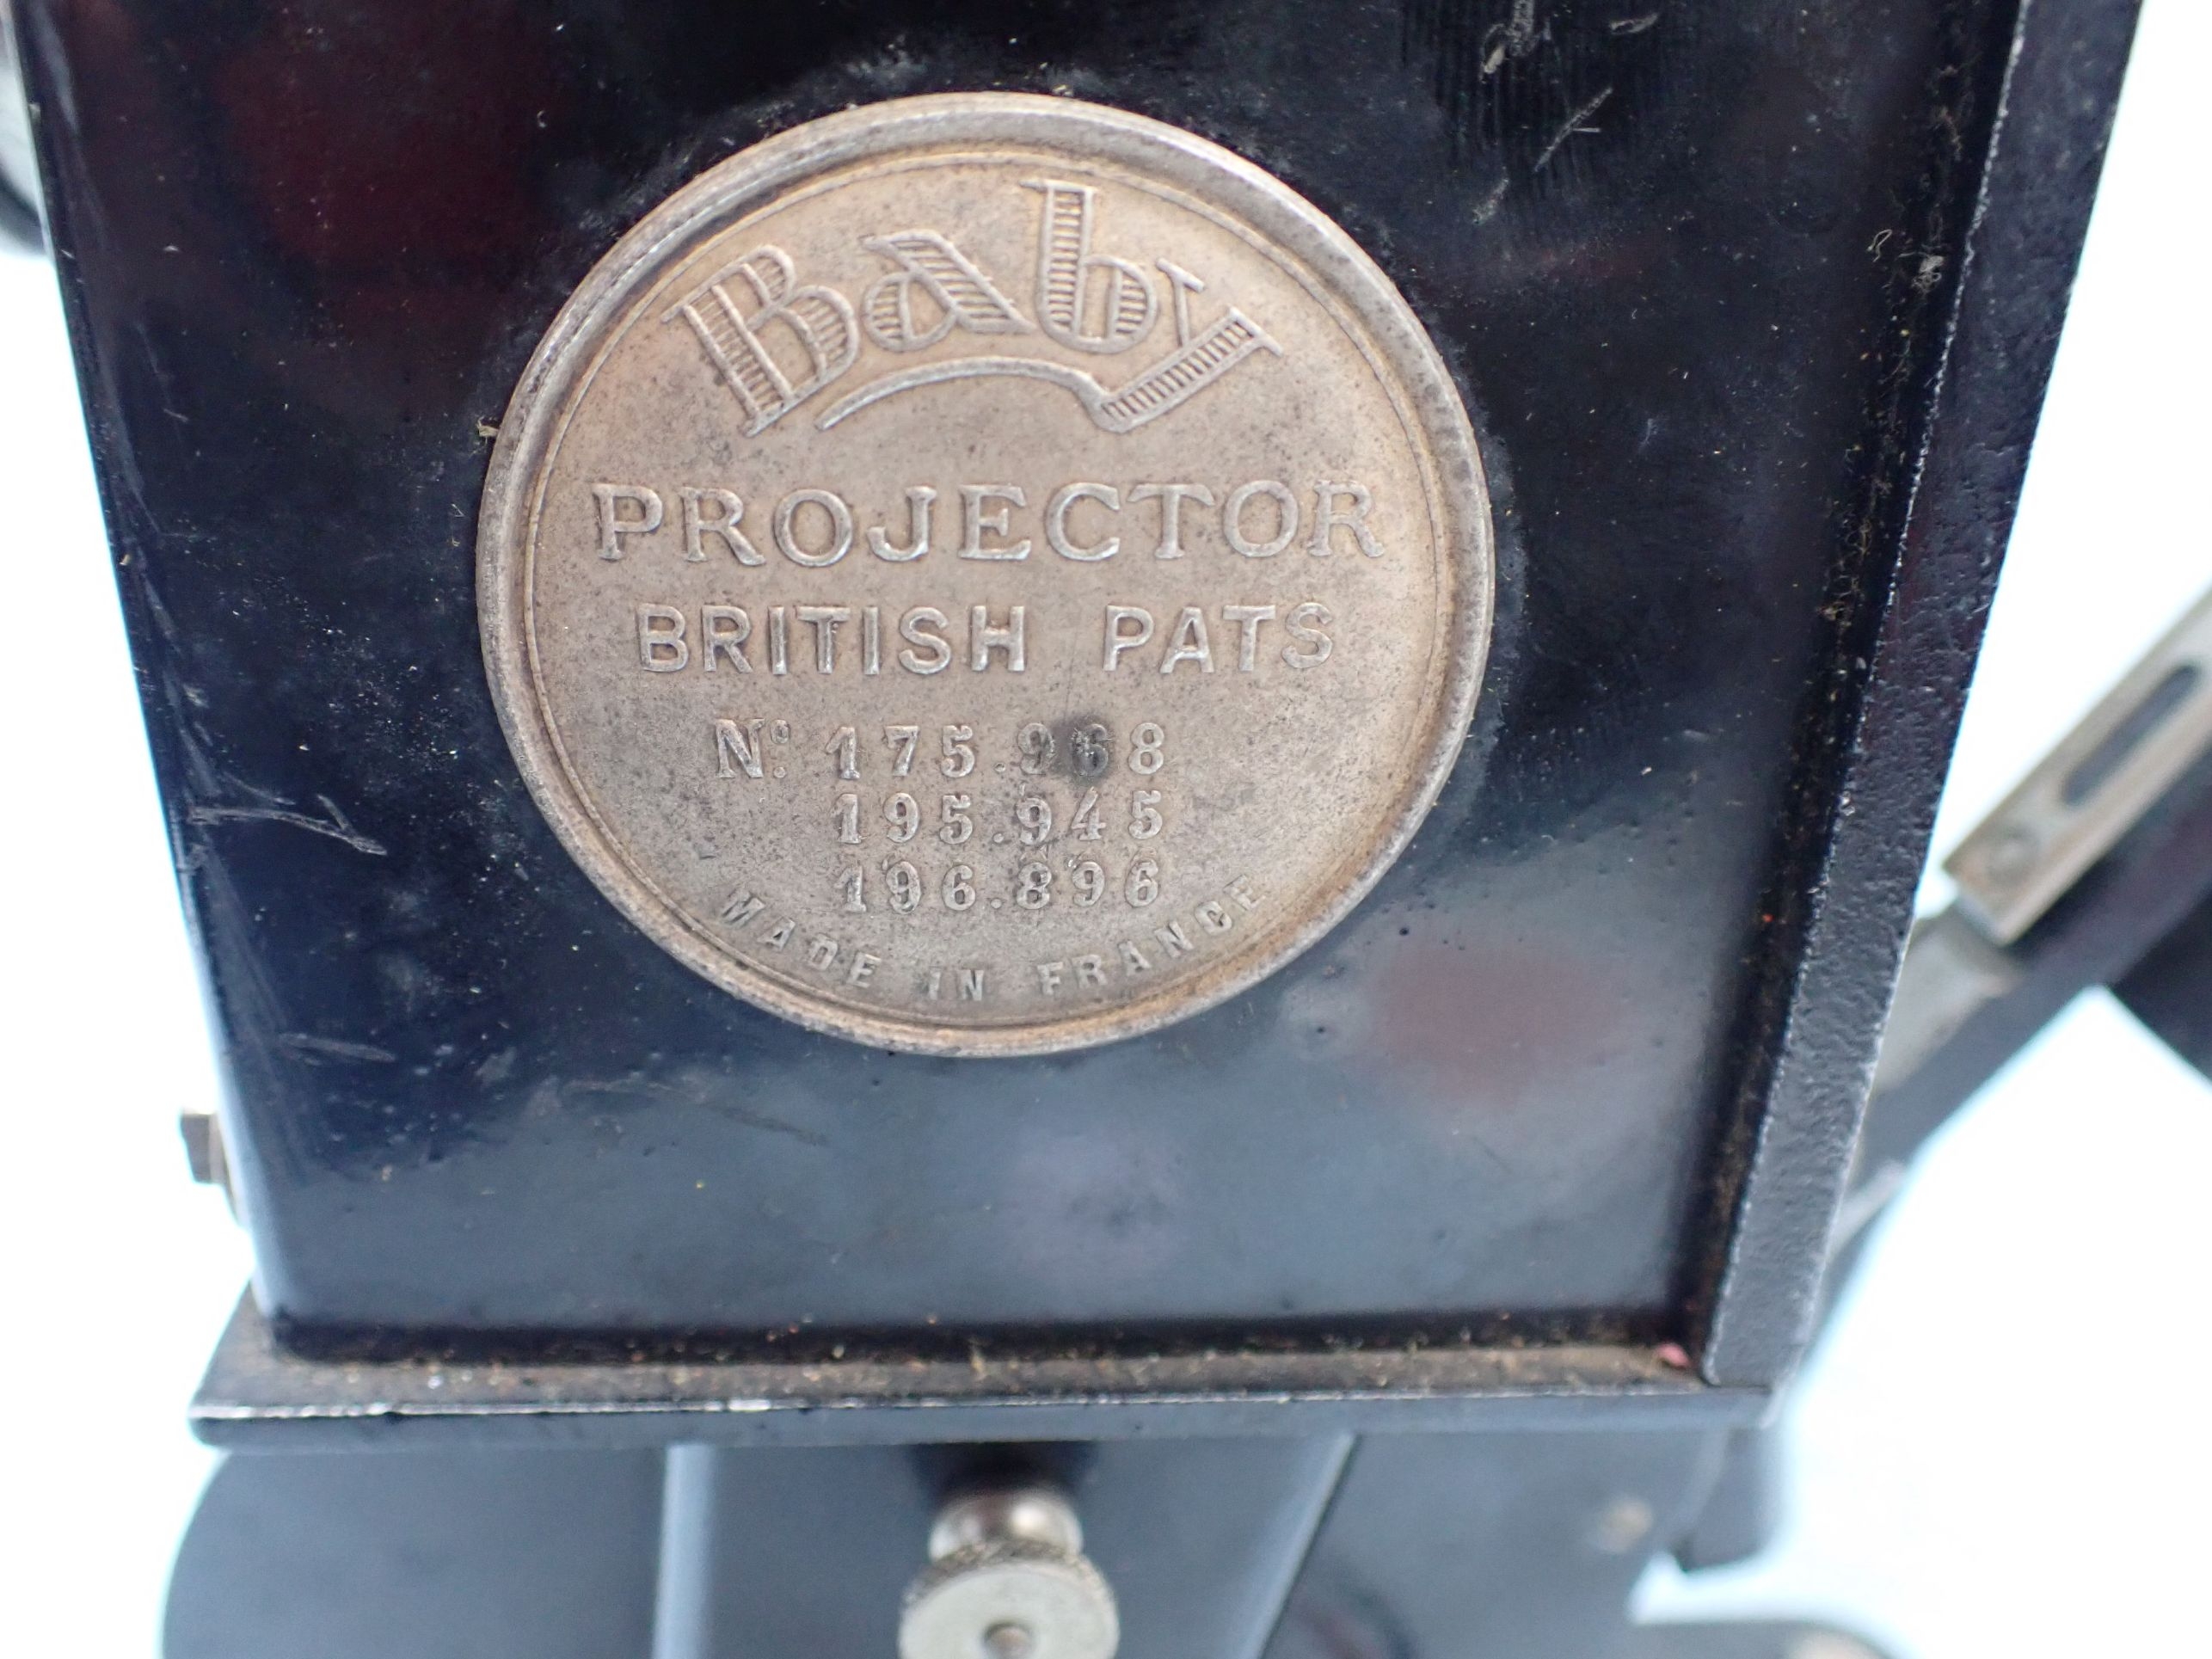 Baby
PROJECTOR
BRITISH PATS
Nº 175.968
195.945
196.896
MADE IN FRANCE